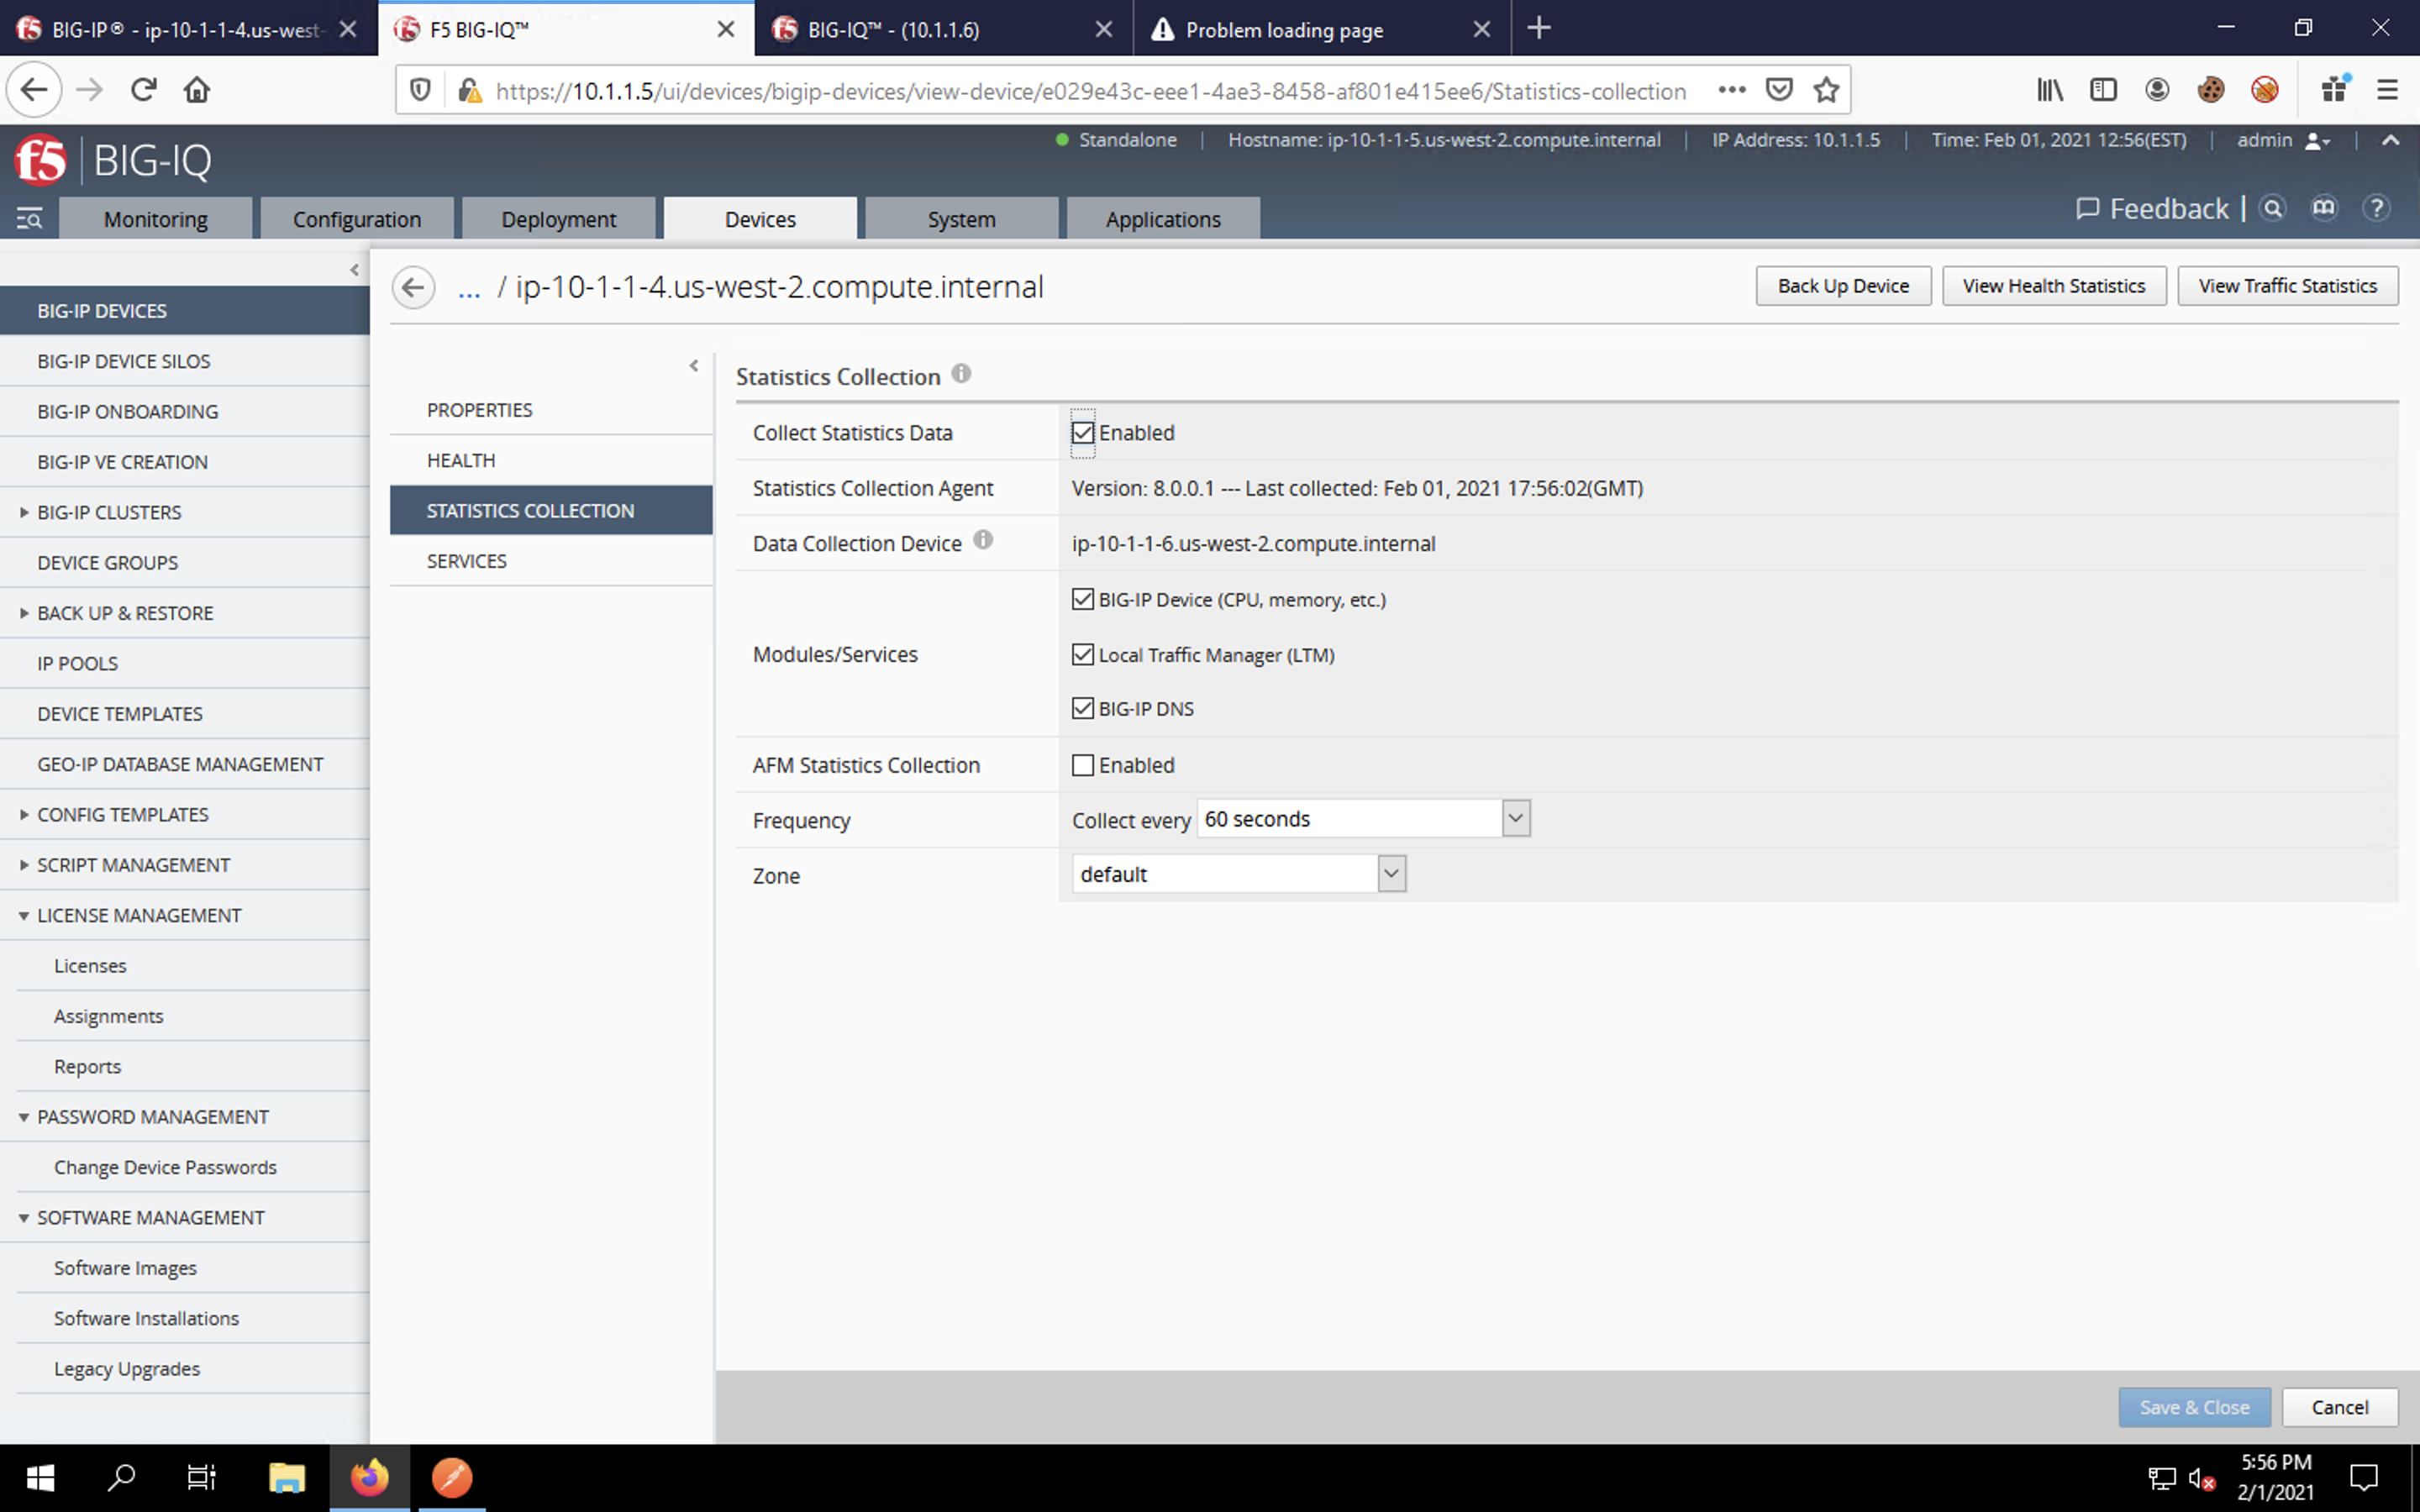 BIG-IP® - ip-10-1-1-4.us-west-
F5 BIG-IQ™
BIG-IQ™ - (10.1.1.6)
Problem loading page
https://10.1.1.5/ui/devices/bigip-devices/view-device/e029e43c-eee1-4ae3-8458-af801e415ee6/Statistics-collection
f5 BIG-IQ
Standalone | Hostname: ip-10-1-1-5.us-west-2.compute.internal | IP Address: 10.1.1.5 | Time: Feb 01, 2021 12:56(EST) | admin
Monitoring
Configuration
Deployment
Devices
System
Applications
Feedback
BIG-IP DEVICES
BIG-IP DEVICE SILOS
BIG-IP ONBOARDING
BIG-IP VE CREATION
BIG-IP CLUSTERS
DEVICE GROUPS
BACK UP & RESTORE
IP POOLS
DEVICE TEMPLATES
GEO-IP DATABASE MANAGEMENT
CONFIG TEMPLATES
SCRIPT MANAGEMENT
LICENSE MANAGEMENT
Licenses
Assignments
Reports
PASSWORD MANAGEMENT
Change Device Passwords
SOFTWARE MANAGEMENT
Software Images
Software Installations
Legacy Upgrades
... / ip-10-1-1-4.us-west-2.compute.internal
Back Up Device
View Health Statistics
View Traffic Statistics
PROPERTIES
HEALTH
STATISTICS COLLECTION
SERVICES
Statistics Collection
Collect Statistics Data Enabled
Statistics Collection Agent Version: 8.0.0.1 --- Last collected: Feb 01, 2021 17:56:02(GMT)
Data Collection Device ip-10-1-1-6.us-west-2.compute.internal
Modules/Services
BIG-IP Device (CPU, memory, etc.)
Local Traffic Manager (LTM)
BIG-IP DNS
AFM Statistics Collection Enabled
Frequency Collect every 60 seconds
Zone default
Save & Close
Cancel
5:56 PM
2/1/2021